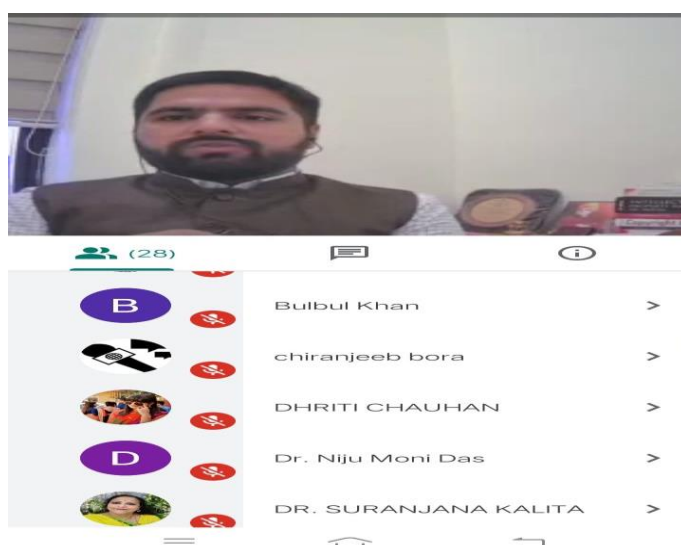 (28)
B
Bulbul Khan
chiranjeeb bora
DHRITI CHAUHAN
D
Dr. Niju Moni Das
DR. SURANJANA KALITA